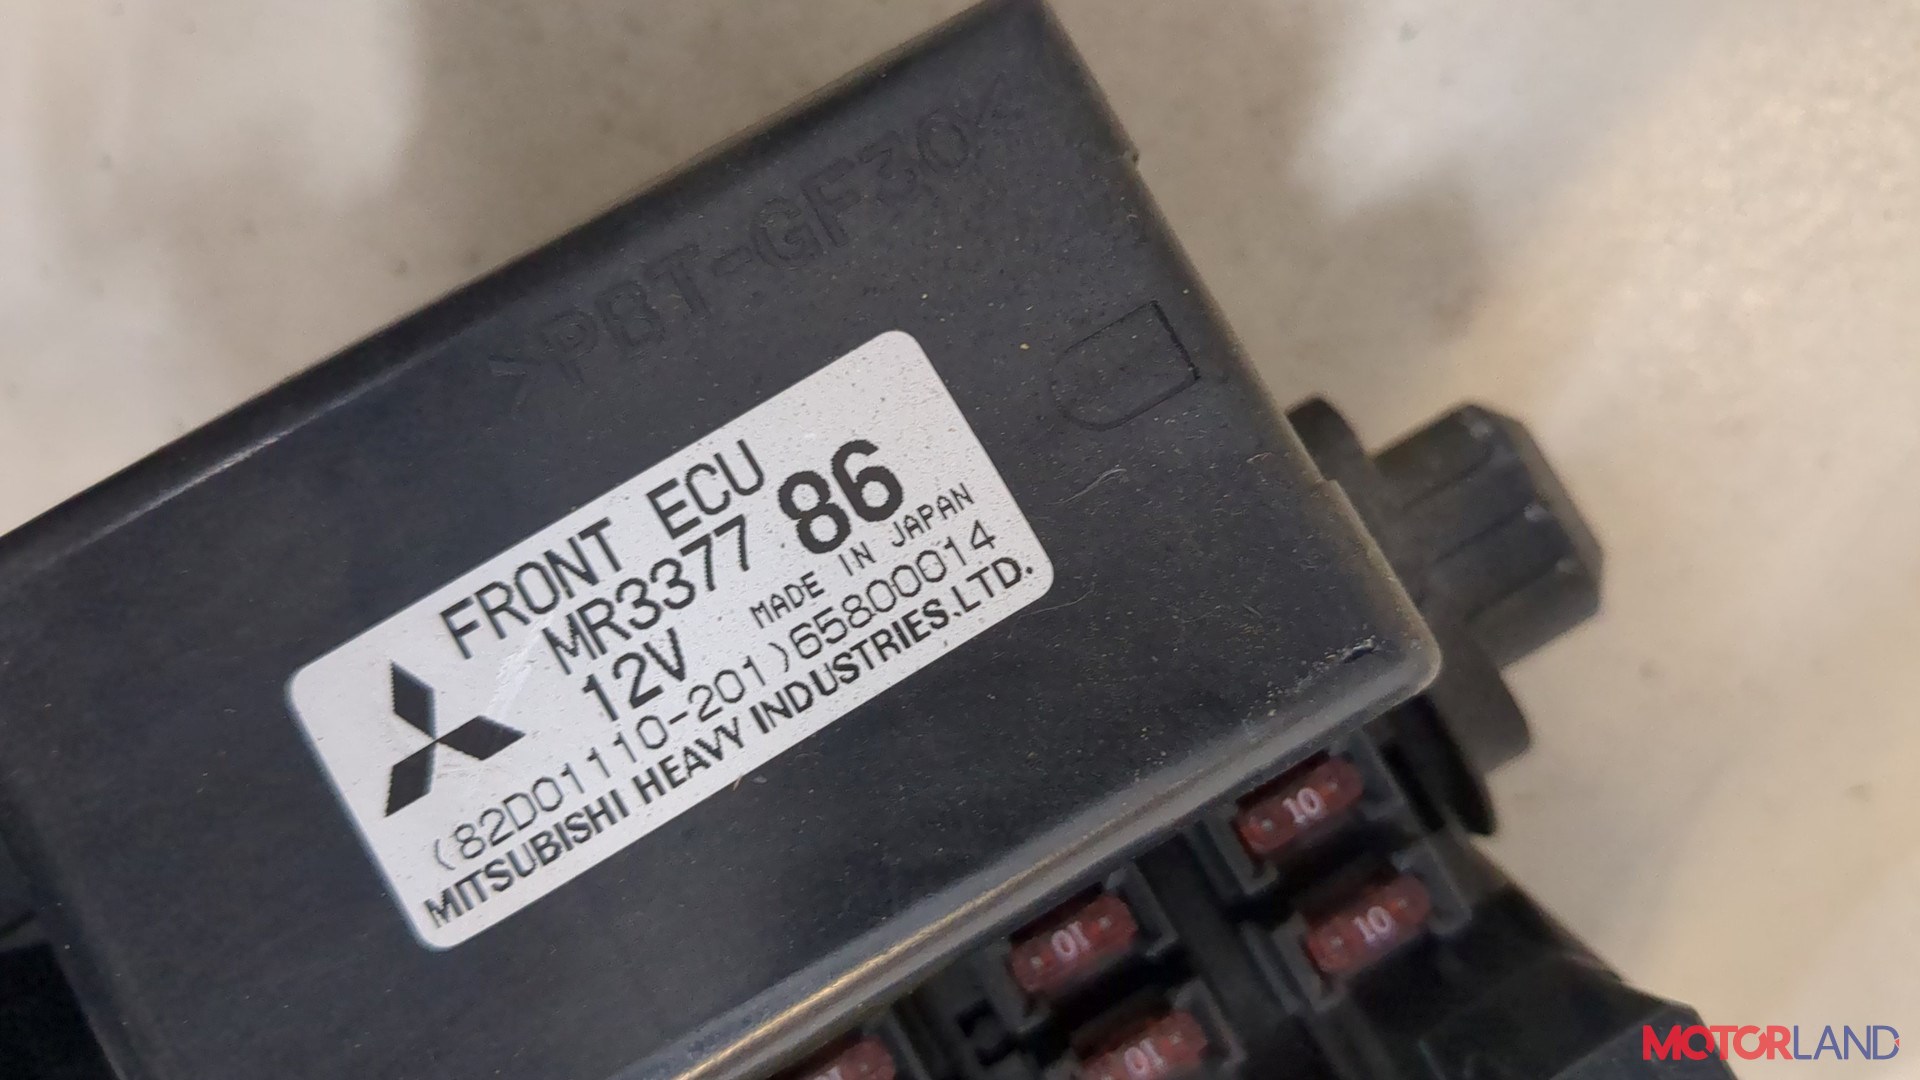 >PBT-GF30<
FRONT ECU
MR3377 86
12V MADE IN JAPAN
(82D01110-201)65800014
MITSUBISHI HEAVY INDUSTRIES.LTD.
10
10
10
10
10
MOTORLAND